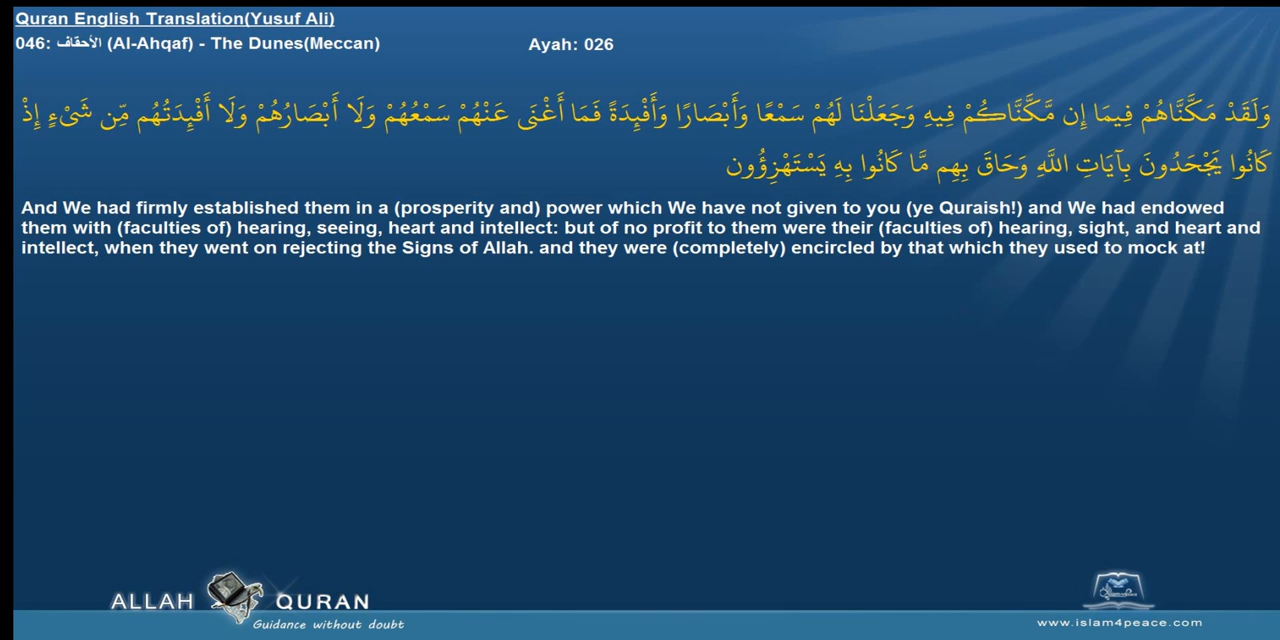 Quran English Translation(Yusuf Ali)
046: الأحقاف (Al-Ahqaf) - The Dunes(Meccan) Ayah: 026
وَلَقَدْ مَكَّنَّاهُمْ فِيمَا إِن مَّكَّنَّاكُمْ فِيهِ وَجَعَلْنَا لَهُمْ سَمْعًا وَأَبْصَارًا وَأَفْئِدَةً فَمَا أَغْنَى عَنْهُمْ سَمْعُهُمْ وَلَا أَبْصَارُهُمْ وَلَا أَفْئِدَتُهُم مِّن شَيْءٍ إِذْ
كَانُوا يَجْحَدُونَ بِآيَاتِ اللَّهِ وَحَاقَ بِهِم مَّا كَانُوا بِهِ يَسْتَهْزِؤُون
And We had firmly established them in a (prosperity and) power which We have not given to you (ye Quraish!) and We had endowed
them with (faculties of) hearing, seeing, heart and intellect: but of no profit to them were their (faculties of) hearing, sight, and heart and
intellect, when they went on rejecting the Signs of Allah. and they were (completely) encircled by that which they used to mock at!
ALLAH QURAN
Guidance without doubt
www.islam4peace.com